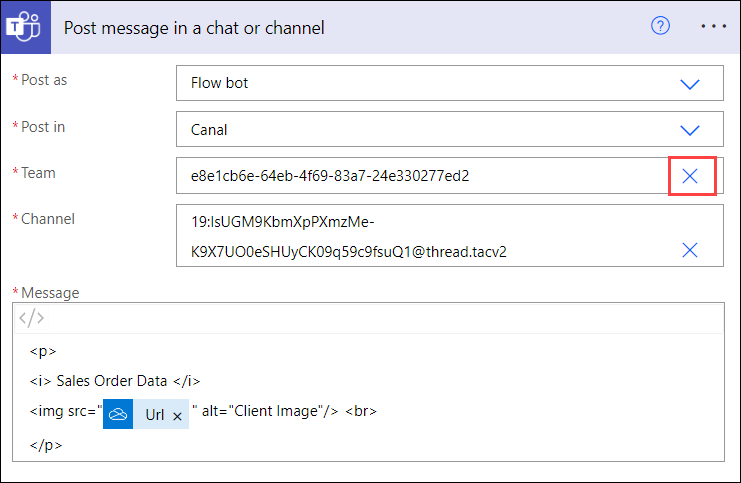 Post message in a chat or channel
* Post as
Flow bot
* Post in
Canal
* Team
e8e1cb6e-64eb-4f69-83a7-24e330277ed2
* Channel
19:IsUGM9KbmXpPXmzMe-
K9X7UO0eSHUyCK09q59c9fsuQ1@thread.tacv2
* Message
</>
<p>
<i> Sales Order Data </i>
<img src=" Url × " alt="Client Image"/> <br>
</p>